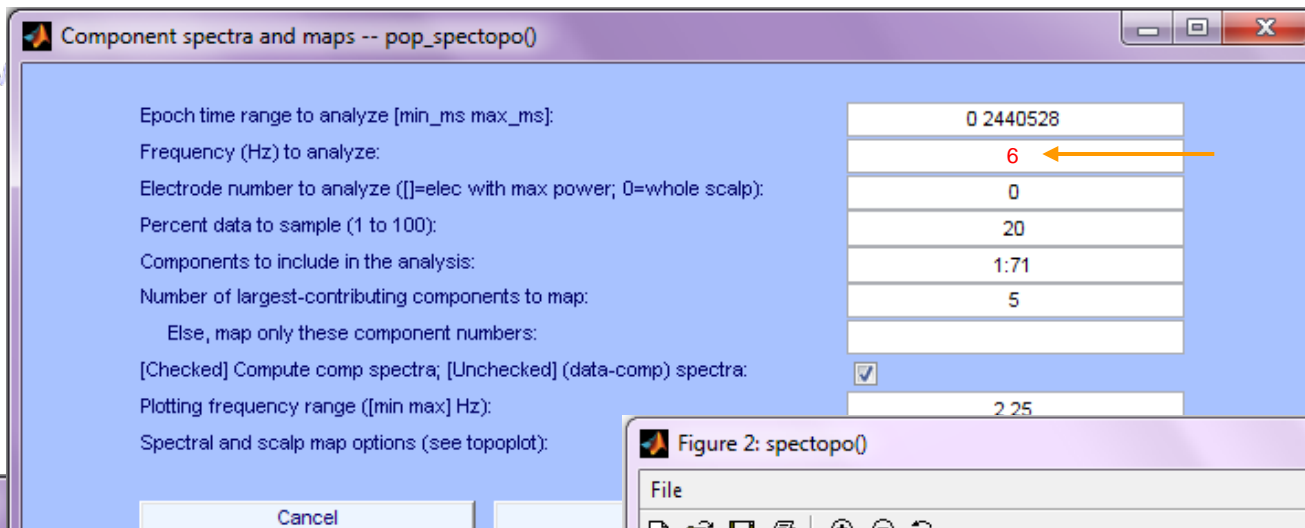 Component spectra and maps -- pop_spectopo()
Epoch time range to analyze [min_ms max_ms]: 0 2440528
Frequency (Hz) to analyze: 6
Electrode number to analyze ([]=elec with max power; 0=whole scalp): 0
Percent data to sample (1 to 100): 20
Components to include in the analysis: 1:71
Number of largest-contributing components to map: 5
Else, map only these component numbers:
[Checked] Compute comp spectra; [Unchecked] (data-comp) spectra:
Plotting frequency range ([min max] Hz): 2 25
Spectral and scalp map options (see topoplot):
Figure 2: spectopo()
File
Cancel